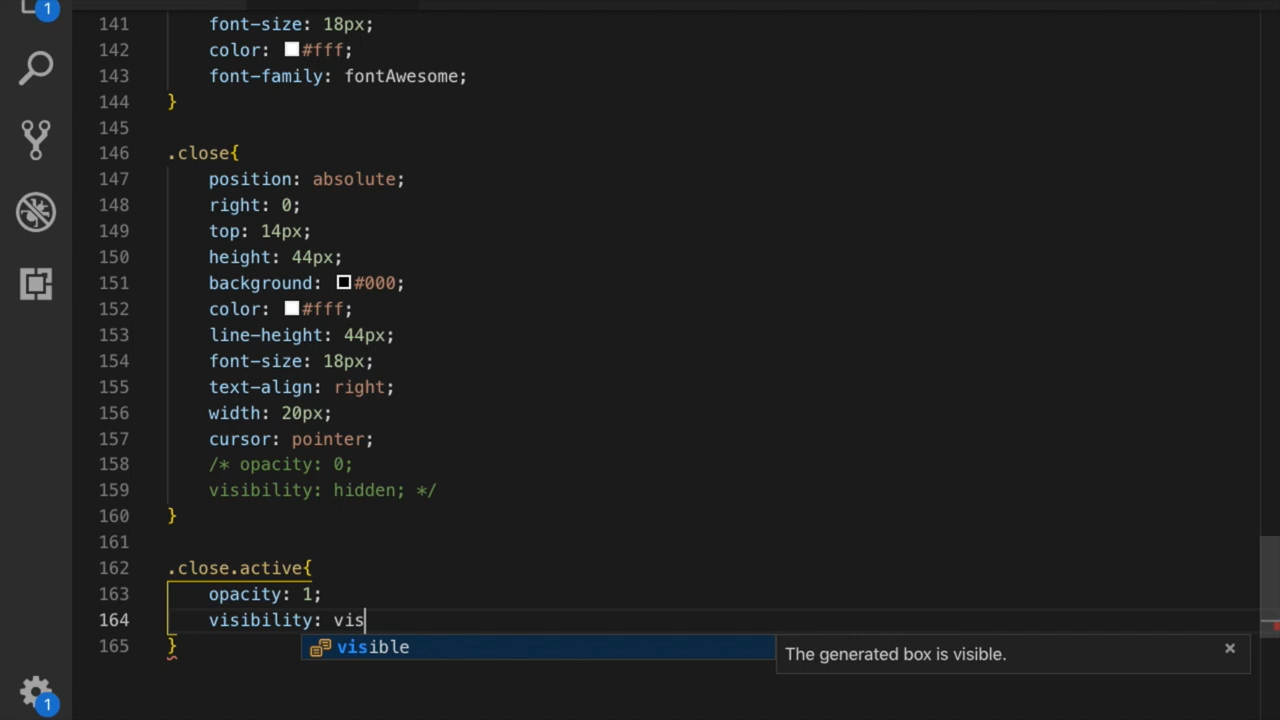 1
141 font-size: 18px;
142 color: #fff;
143 font-family: fontAwesome;
144 }
145
146 .close{
147 position: absolute;
148 right: 0;
149 top: 14px;
150 height: 44px;
151 background: #000;
152 color: #fff;
153 line-height: 44px;
154 font-size: 18px;
155 text-align: right;
156 width: 20px;
157 cursor: pointer;
158 /* opacity: 0;
159 visibility: hidden; */
160 }
161
162 .close.active{
163 opacity: 1;
164 visibility: vis
165 }
visible
The generated box is visible.
1